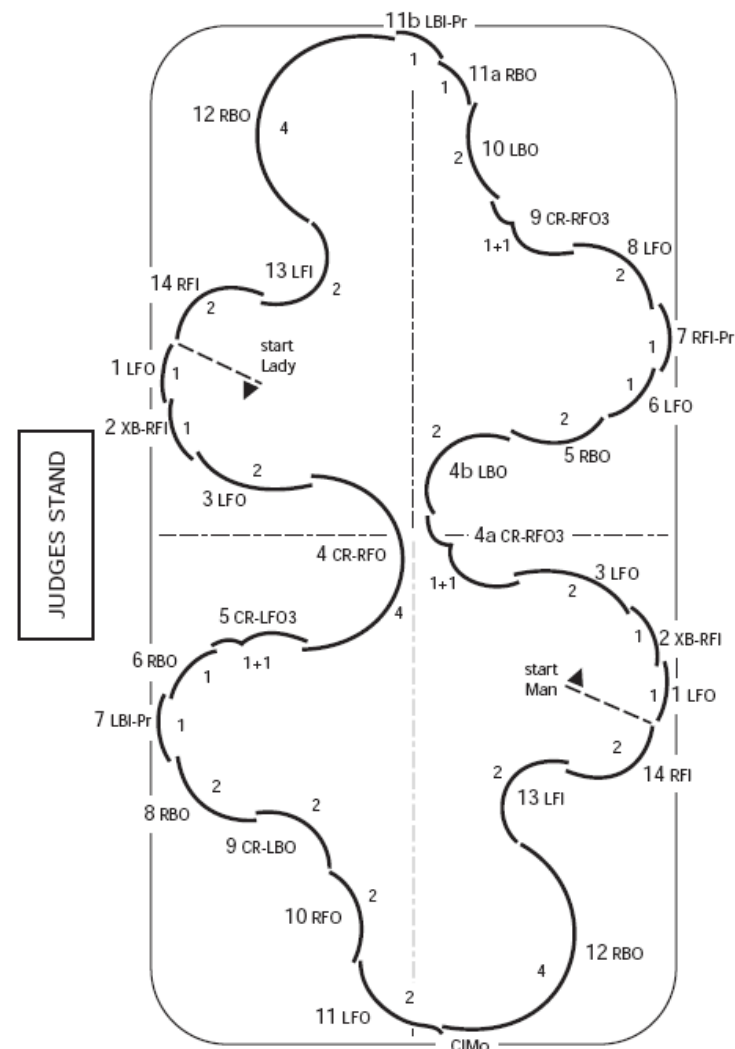 11b LBI-Pr
1
11a RBO
1
12 RBO
4
10 LBO
2
9 CR-RFO3
1+1
8 LFO
2
13 LFI
2
14 RFI
2
7 RFI-Pr
1
start
Lady
1 LFO
1
6 LFO
1
2 XB-RFI
1
2
5 RBO
2
4b LBO
3 LFO
2
JUDGES STAND
4 CR-RFO
4
4a CR-RFO3
1+1
3 LFO
2
5 CR-LFO3
1+1
2 XB-RFI
1
6 RBO
1
start
Man
1 LFO
1
7 LBI-Pr
1
14 RFI
2
13 LFI
2
8 RBO
2
9 CR-LBO
2
10 RFO
2
12 RBO
4
11 LFO
2
ClMo